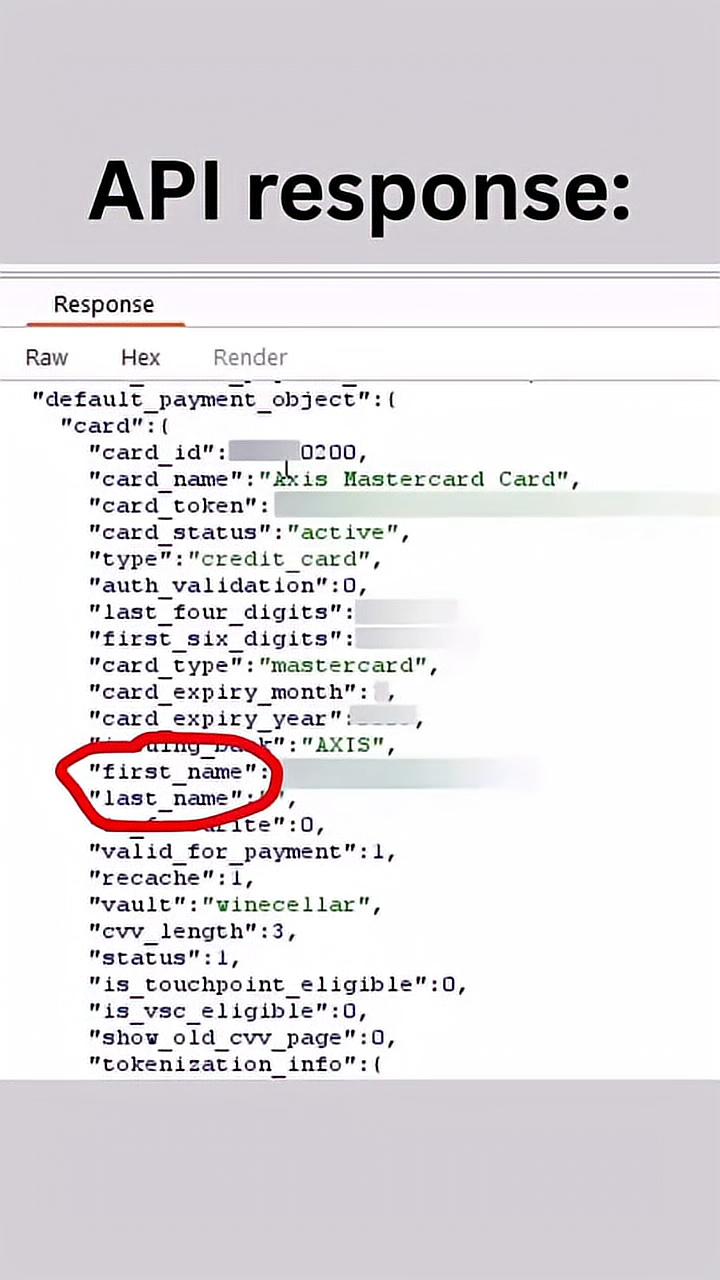 API response:
Response
Raw Hex Render
"default_payment_object":{
"card":{
"card_id": 0200,
"card_name":"Axis Mastercard Card",
"card_token":
"card_status":"active",
"type":"credit_card",
"auth_validation":0,
"last_four_digits":
"first_six_digits":
"card_type":"mastercard",
"card_expiry_month": ,
"card_expiry_year": ,
:"AXIS",
"first_name":
"last_name":"",
:0,
"valid_for_payment":1,
"recache":1,
"vault":"winecellar",
"cvv_length":3,
"status":1,
"is_touchpoint_eligible":0,
"is_vsc_eligible":0,
"show_old_cvv_page":0,
"tokenization_info":{